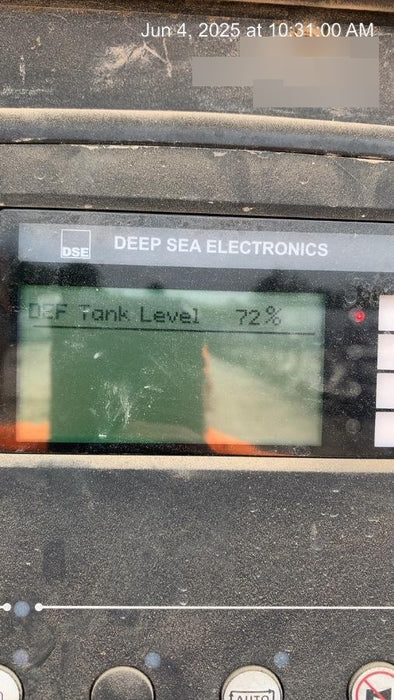 Jun 4, 2025 at 10:31:00 AM
DSE DEEP SEA ELECTRONICS
DEF Tank Level 72%
AUTO